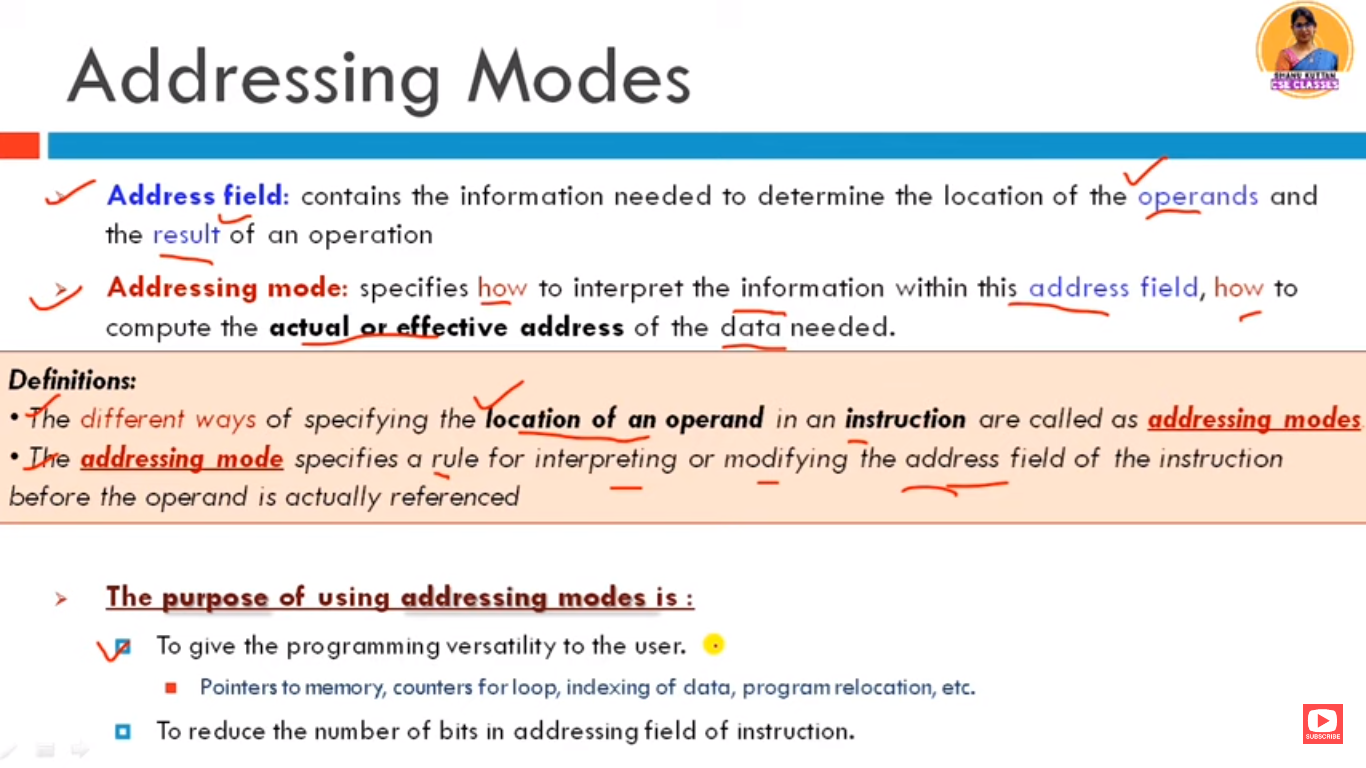 Addressing Modes
BHANU KUTTAN
CSE CLASSES
Address field: contains the information needed to determine the location of the operands and
the result of an operation
Addressing mode: specifies how to interpret the information within this address field, how to
compute the actual or effective address of the data needed.
Definitions:
• The different ways of specifying the location of an operand in an instruction are called as addressing modes
• The addressing mode specifies a rule for interpreting or modifying the address field of the instruction
before the operand is actually referenced
The purpose of using addressing modes is :
To give the programming versatility to the user.
Pointers to memory, counters for loop, indexing of data, program relocation, etc.
To reduce the number of bits in addressing field of instruction.
SUBSCRIBE